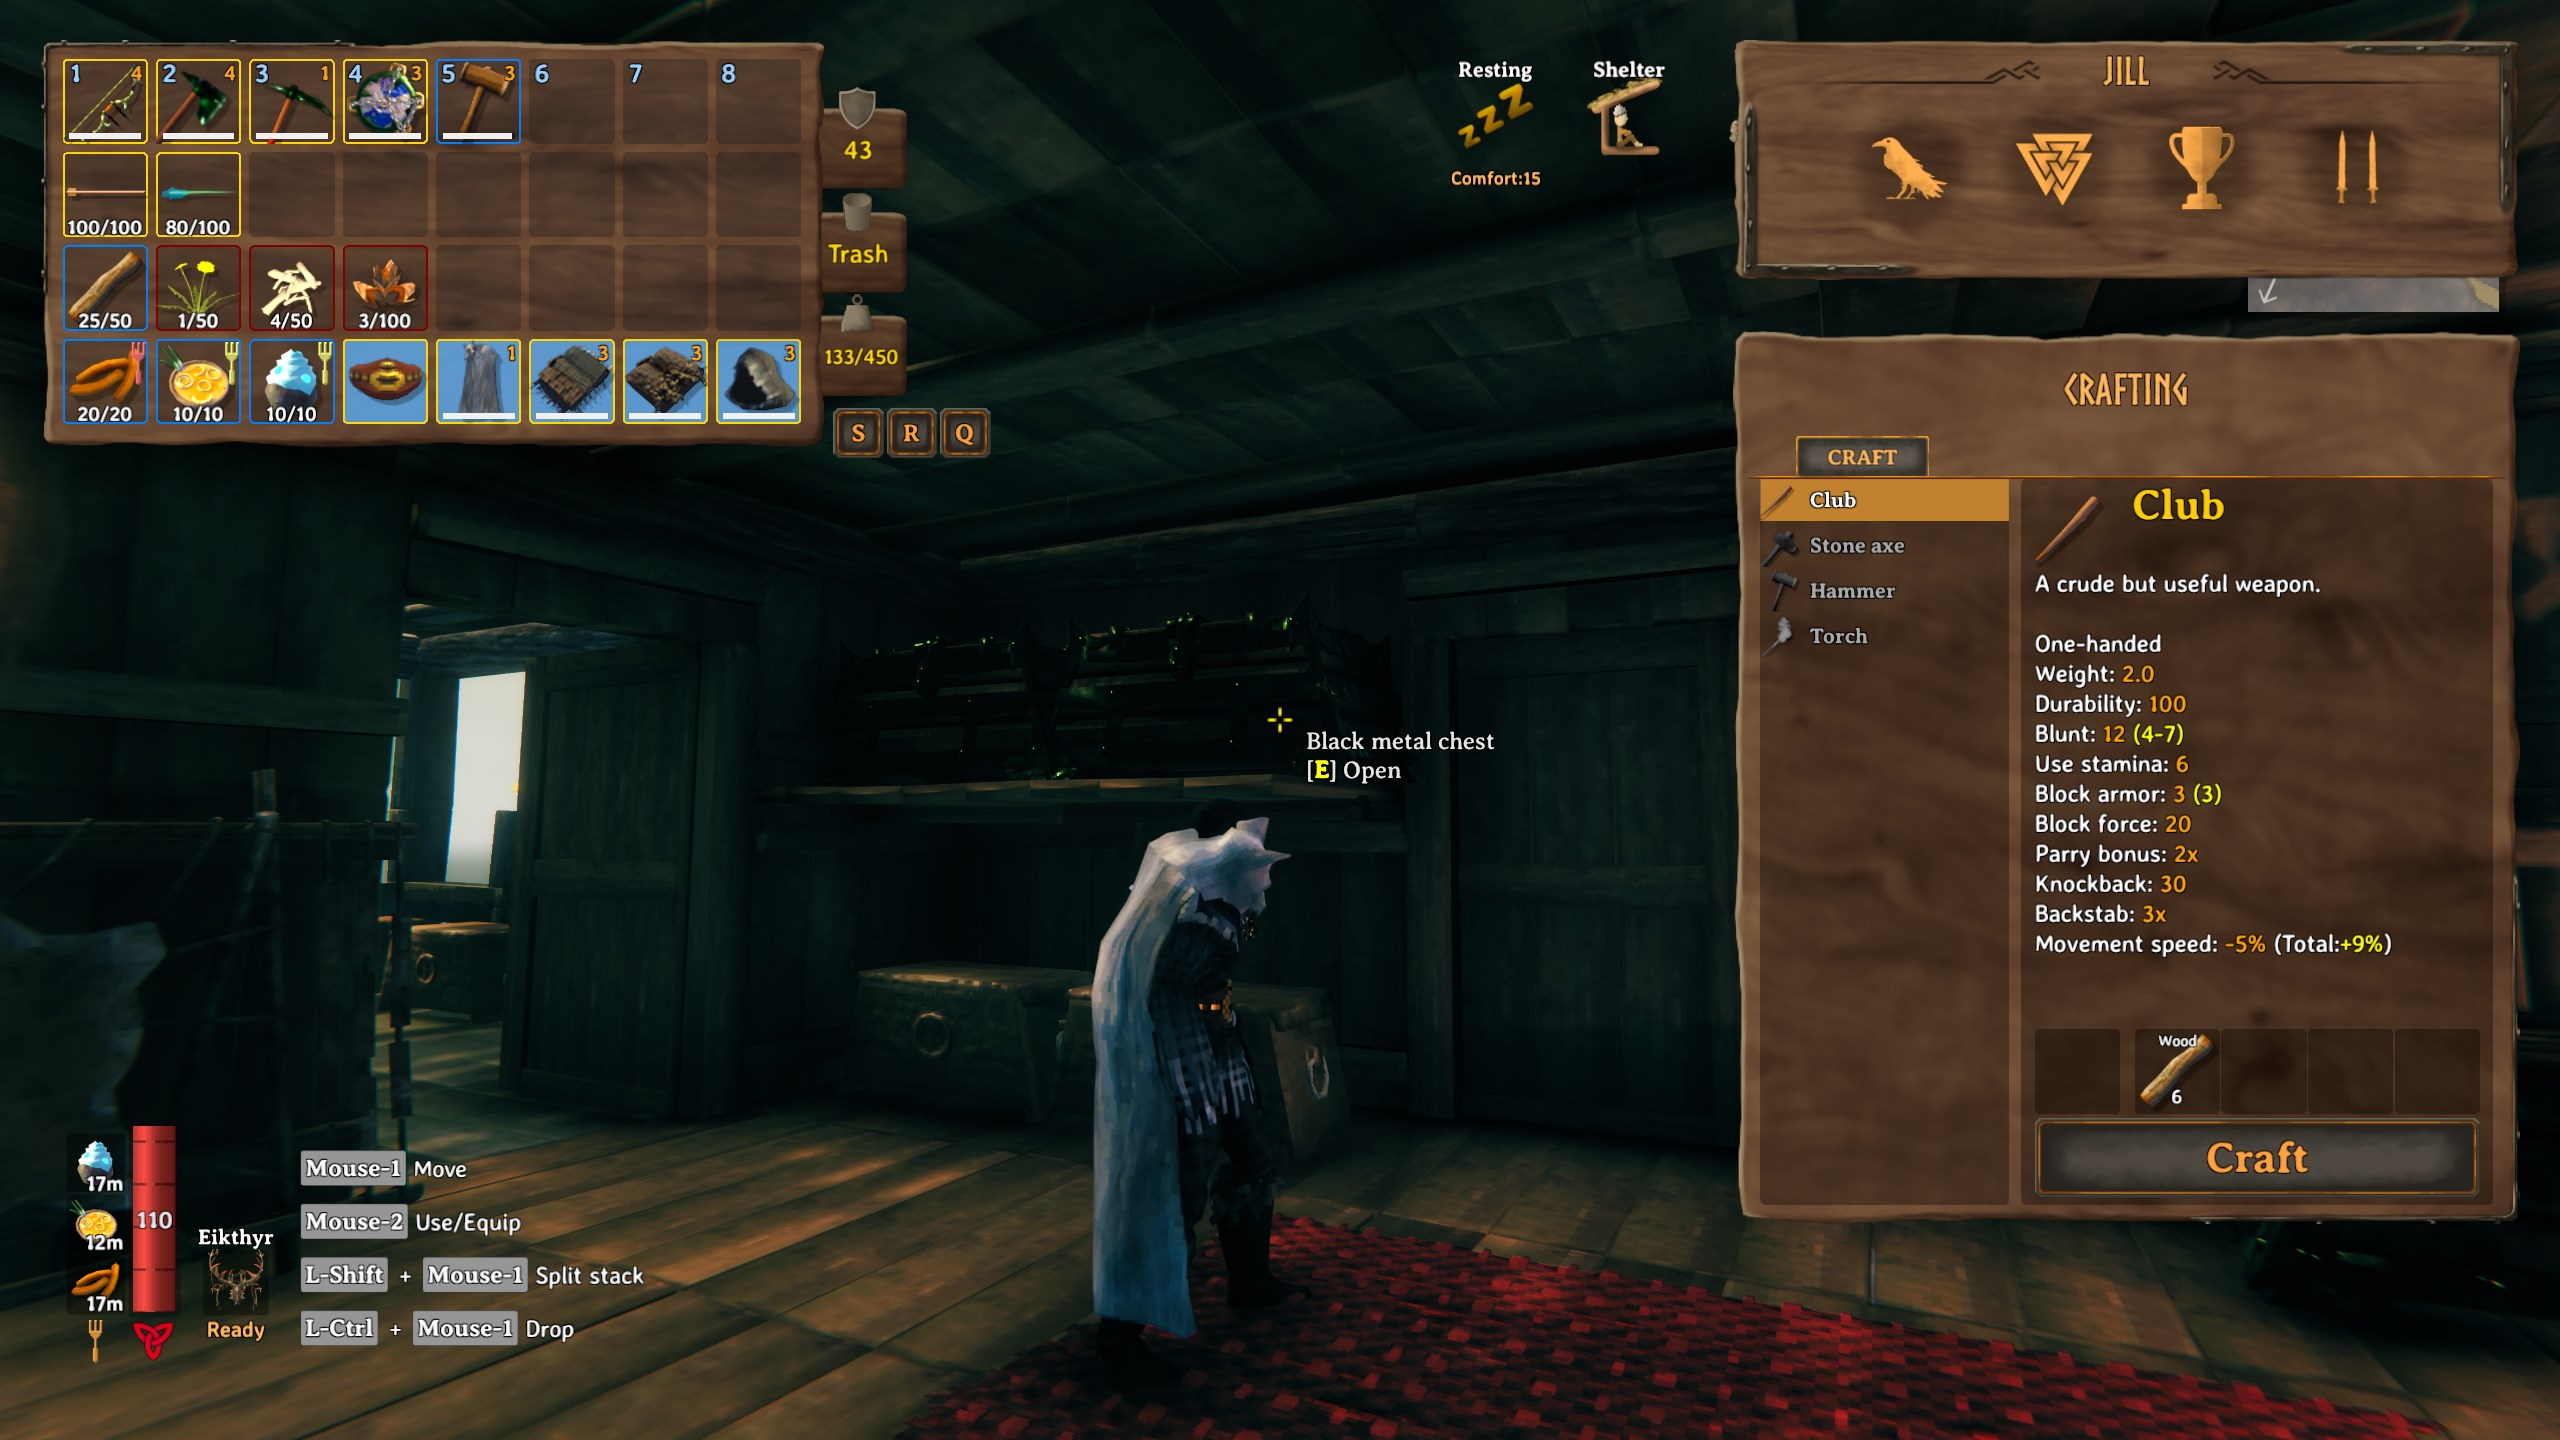 1 4 2 4 3 1 4 3 5 3 6 7 8
100/100 80/100
25/50 1/50 4/50 3/100
1 3 3 3
20/20 10/10 10/10
43
Trash
133/450
S R Q
Resting
Comfort:15
Shelter
JILL
CRAFTING
CRAFT
Club
Stone axe
Hammer
Torch
Club
A crude but useful weapon.
One-handed
Weight: 2.0
Durability: 100
Blunt: 12 (4-7)
Use stamina: 6
Block armor: 3 (3)
Block force: 20
Parry bonus: 2x
Knockback: 30
Backstab: 3x
Movement speed: -5% (Total:+9%)
Wood
6
Craft
Black metal chest
[E] Open
17m
12m
17m
110
Eikthyr
Ready
Mouse-1 Move
Mouse-2 Use/Equip
L-Shift + Mouse-1 Split stack
L-Ctrl + Mouse-1 Drop